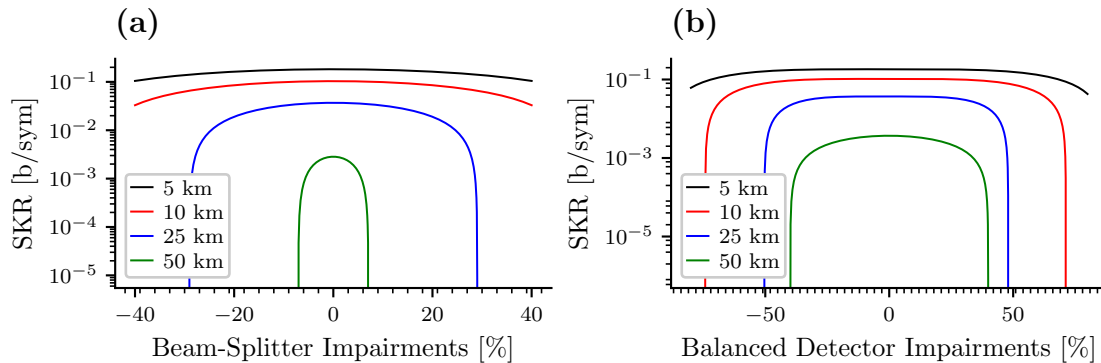 (a)
SKR [b/sym]
10⁻¹
10⁻²
10⁻³
10⁻⁴
10⁻⁵
5 km
10 km
25 km
50 km
−40
−20
0
20
40
Beam-Splitter Impairments [%]
(b)
SKR [b/sym]
10⁻¹
10⁻³
10⁻⁵
5 km
10 km
25 km
50 km
−50
0
50
Balanced Detector Impairments [%]